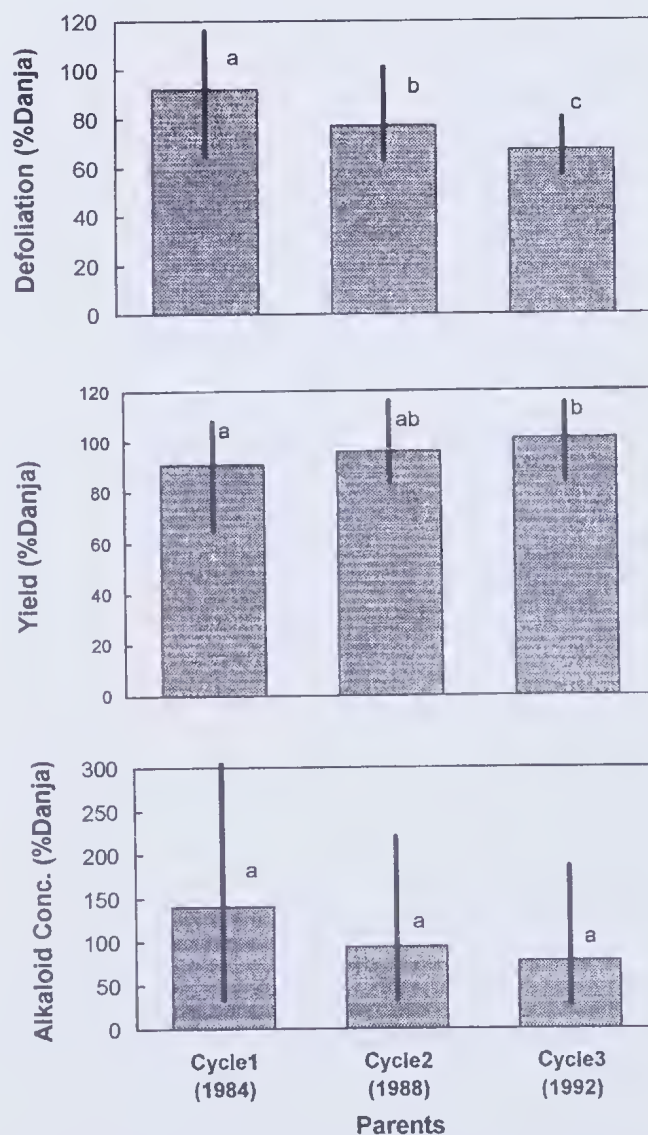 Defoliation (%Danja)
120
100
80
60
40
20
0
a
b
c
Yield (%Danja)
120
100
80
60
40
20
0
a
ab
b
Alkaloid Conc. (%Danja)
300
250
200
150
100
50
0
a
a
a
Cycle1 Cycle2 Cycle3
(1984) (1988) (1992)
Parents